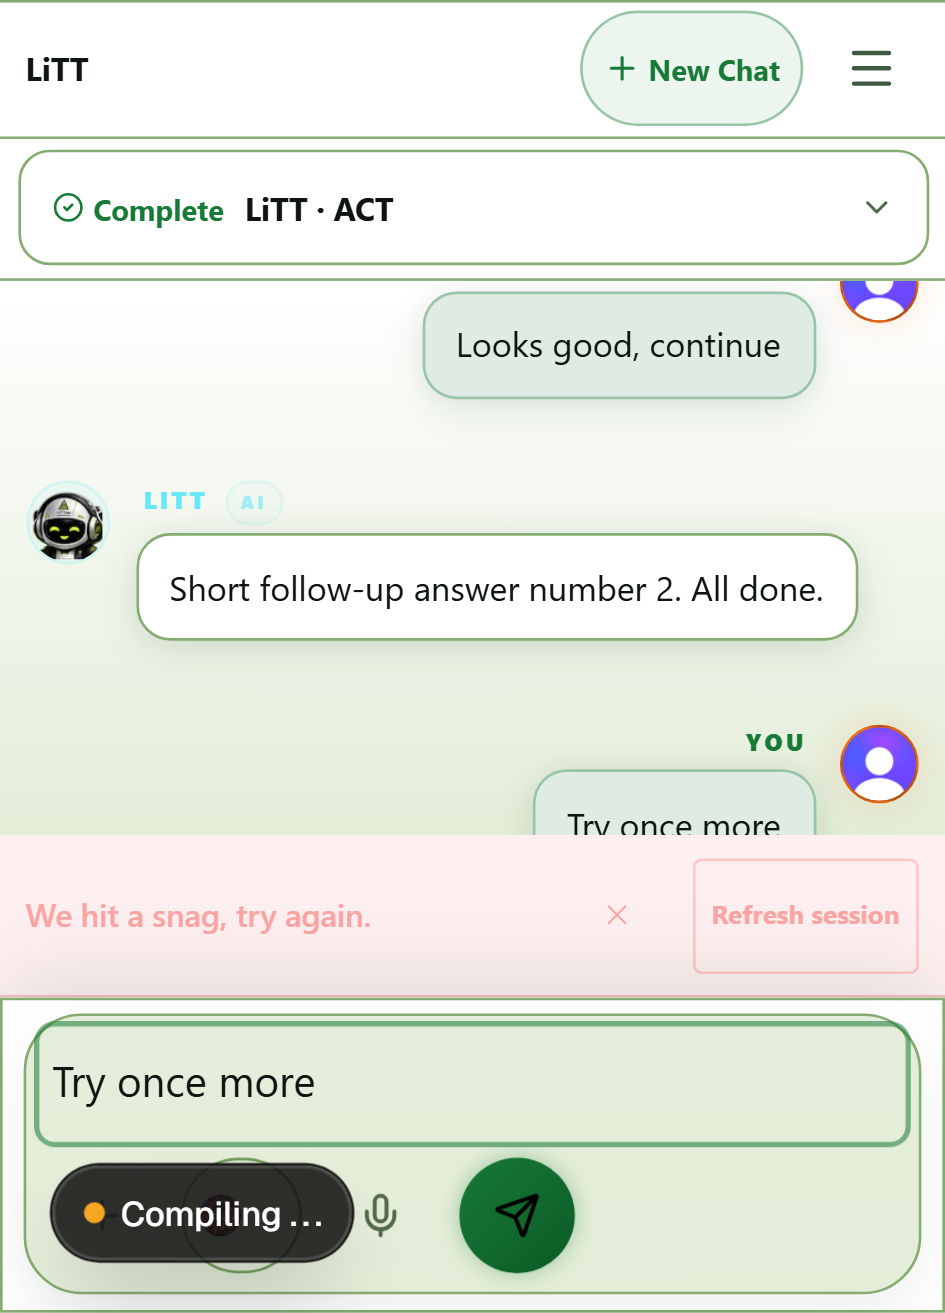 LiTT
+ New Chat
Complete LiTT · ACT
Looks good, continue
LITT AI
Short follow-up answer number 2. All done.
YOU
Try once more
We hit a snag, try again.
Refresh session
Try once more
Compiling ...